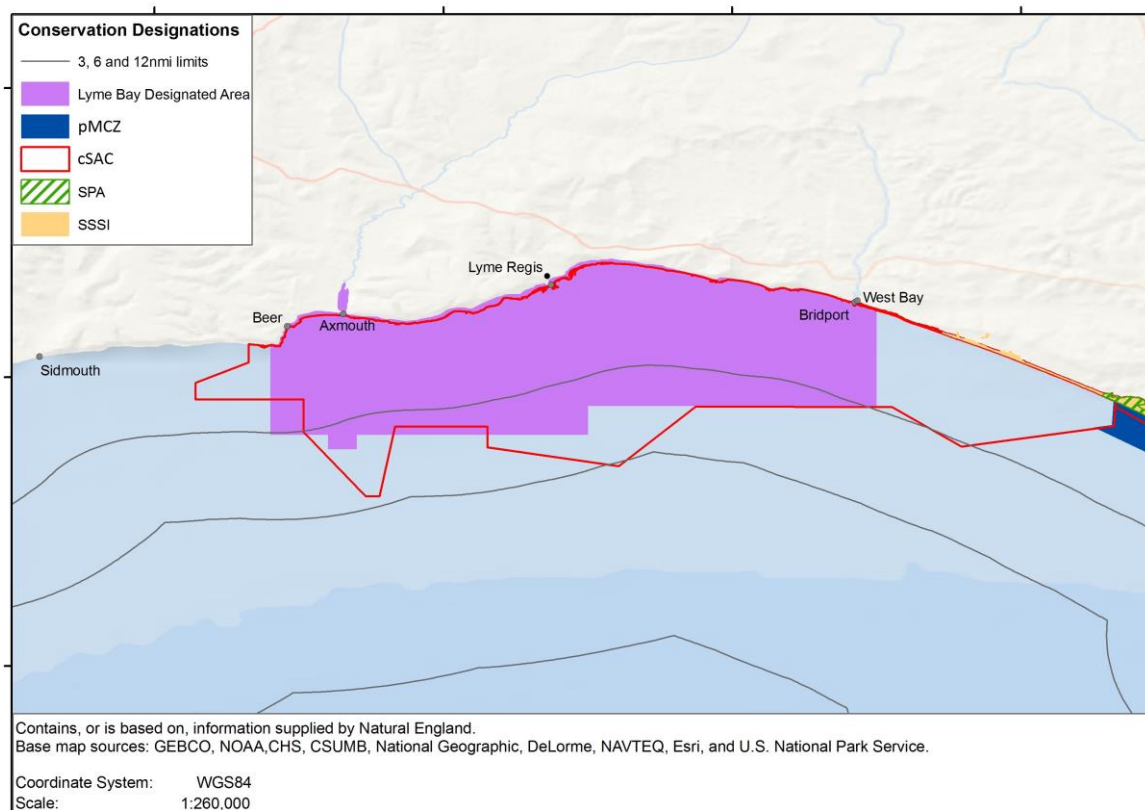 Conservation Designations
3, 6 and 12nmi limits
Lyme Bay Designated Area
pMCZ
cSAC
SPA
SSSI
Lyme Regis
Beer
Axmouth
West Bay
Bridport
Sidmouth
Contains, or is based on, information supplied by Natural England.
Base map sources: GEBCO, NOAA,CHS, CSUMB, National Geographic, DeLorme, NAVTEQ, Esri, and U.S. National Park Service.
Coordinate System: WGS84
Scale: 1:260,000